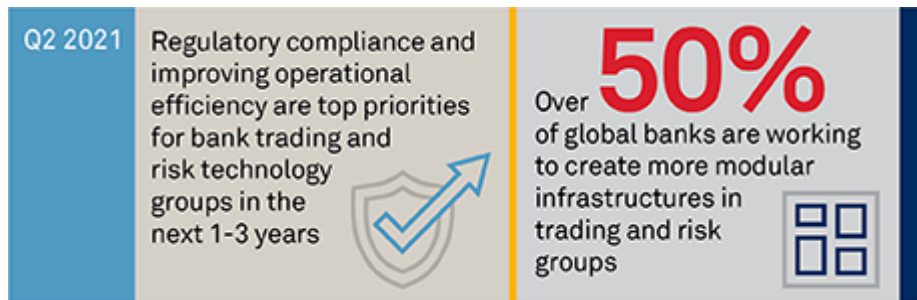 Q2 2021
Regulatory compliance and
improving operational
efficiency are top priorities
for bank trading and
risk technology
groups in the
next 1-3 years
Over 50%
of global banks are working
to create more modular
infrastructures in
trading and risk
groups